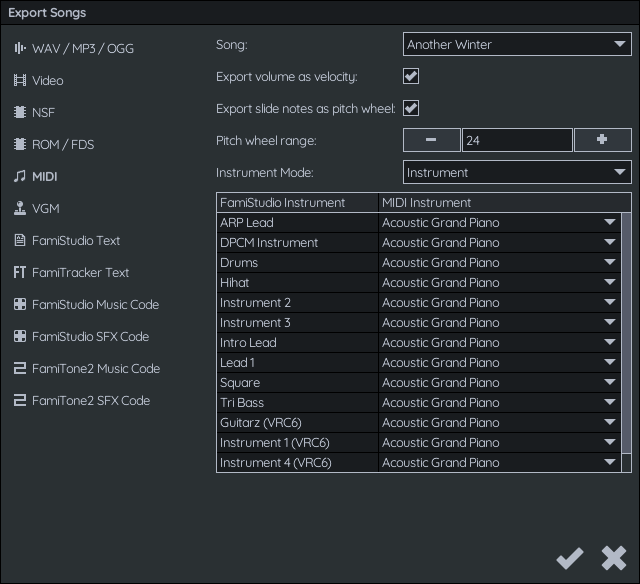 Export Songs
WAV / MP3 / OGG
Video
NSF
ROM / FDS
MIDI
VGM
FamiStudio Text
FT FamiTracker Text
FamiStudio Music Code
FamiStudio SFX Code
FamiTone2 Music Code
FamiTone2 SFX Code
Song: Another Winter
Export volume as velocity:
Export slide notes as pitch wheel:
Pitch wheel range: 24
Instrument Mode: Instrument
FamiStudio Instrument MIDI Instrument
ARP Lead Acoustic Grand Piano
DPCM Instrument Acoustic Grand Piano
Drums Acoustic Grand Piano
Hihat Acoustic Grand Piano
Instrument 2 Acoustic Grand Piano
Instrument 3 Acoustic Grand Piano
Intro Lead Acoustic Grand Piano
Lead 1 Acoustic Grand Piano
Square Acoustic Grand Piano
Tri Bass Acoustic Grand Piano
Guitarz (VRC6) Acoustic Grand Piano
Instrument 1 (VRC6) Acoustic Grand Piano
Instrument 4 (VRC6) Acoustic Grand Piano